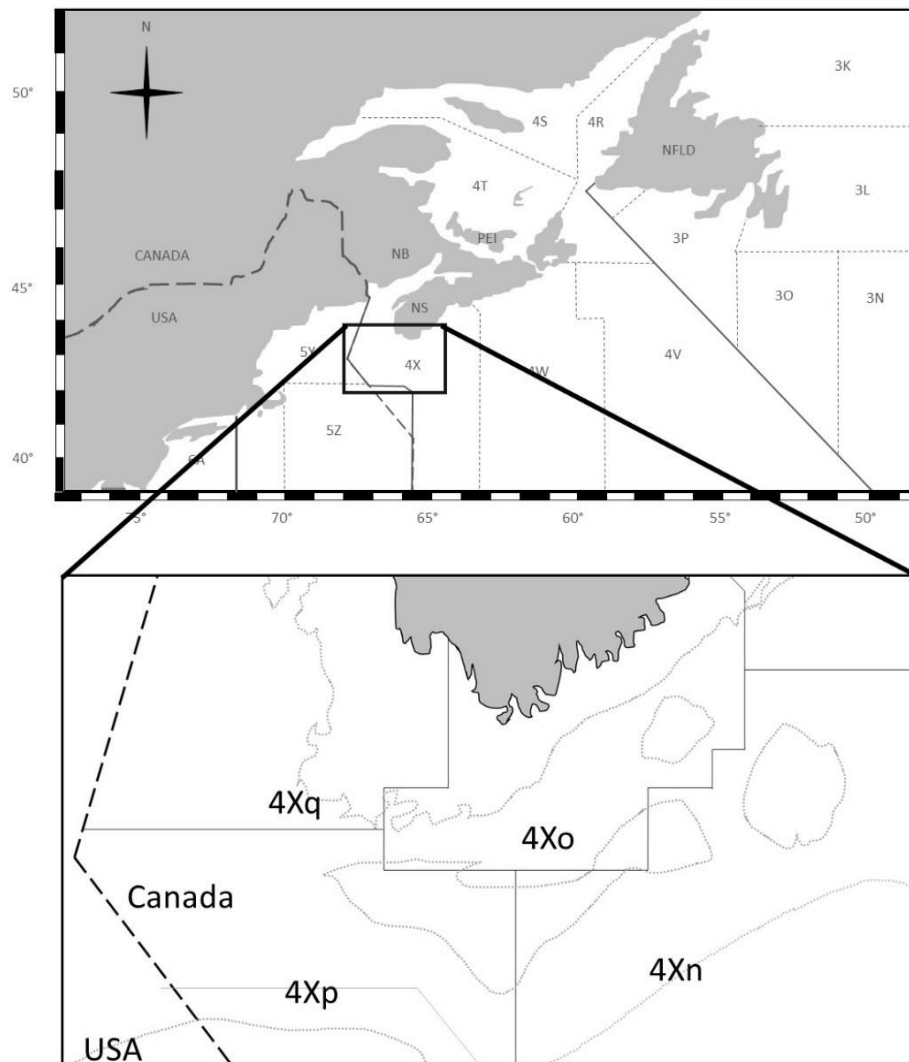 N
3K
50°
4S
4R
NFLD
4T
3L
PEI
3P
CANADA
NB
45°
3O
3N
USA
NS
5Y
4X
4V
4W
5Z
40°
6A
75°
70°
65°
60°
55°
50°
4Xq
4Xo
Canada
4Xp
4Xn
USA